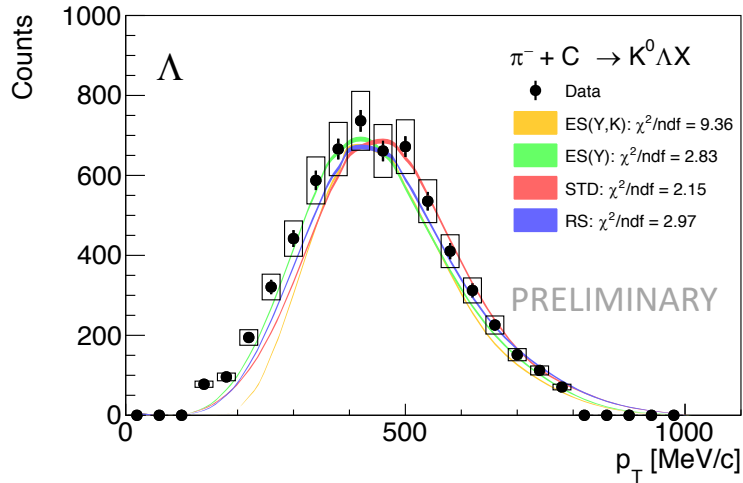 Counts
1000
800
600
400
200
0
Λ
π⁻ + C → K⁰ΛX
Data
ES(Y,K): χ²/ndf = 9.36
ES(Y): χ²/ndf = 2.83
STD: χ²/ndf = 2.15
RS: χ²/ndf = 2.97
PRELIMINARY
0 500 1000
p_T [MeV/c]